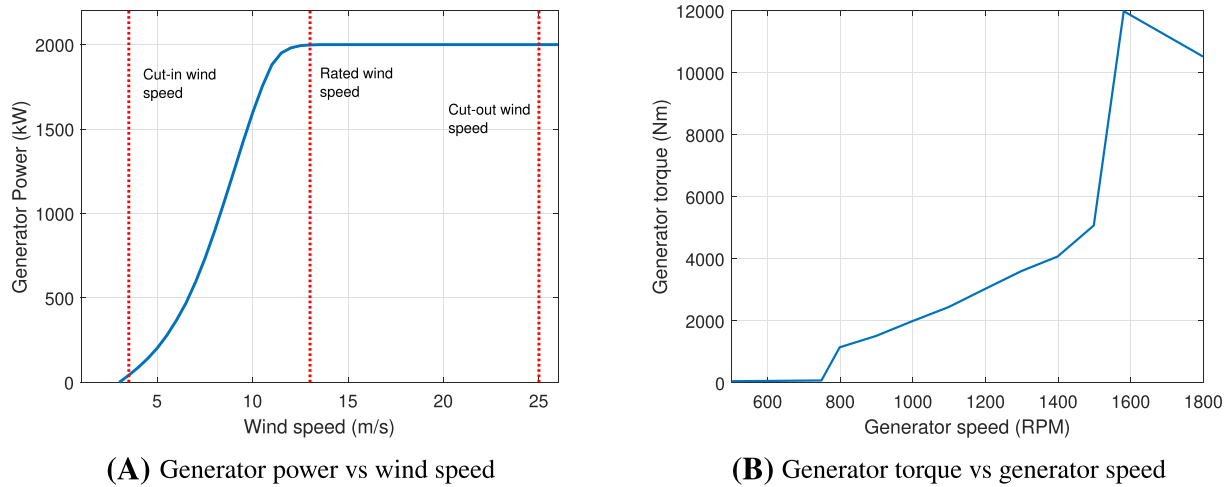 2000
1500
1000
500
0
Generator Power (kW)
Cut-in wind
speed
Rated wind
speed
Cut-out wind
speed
5
10
15
20
25
Wind speed (m/s)
(A) Generator power vs wind speed
12000
10000
8000
6000
4000
2000
0
Generator torque (Nm)
600
800
1000
1200
1400
1600
1800
Generator speed (RPM)
(B) Generator torque vs generator speed